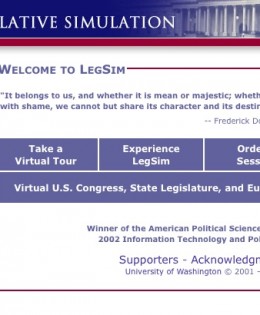 LATIVE SIMULATION
WELCOME TO LEGSIM
"It belongs to us, and whether it is mean or majestic; wheth
with shame, we cannot but share its character and its destin
-- Frederick Do
Take a Virtual Tour
Experience LegSim
Orde
Sess
Virtual U.S. Congress, State Legislature, and Eu
Winner of the American Political Science
2002 Information Technology and Pol
Supporters - Acknowledgn
University of Washington © 2001 -